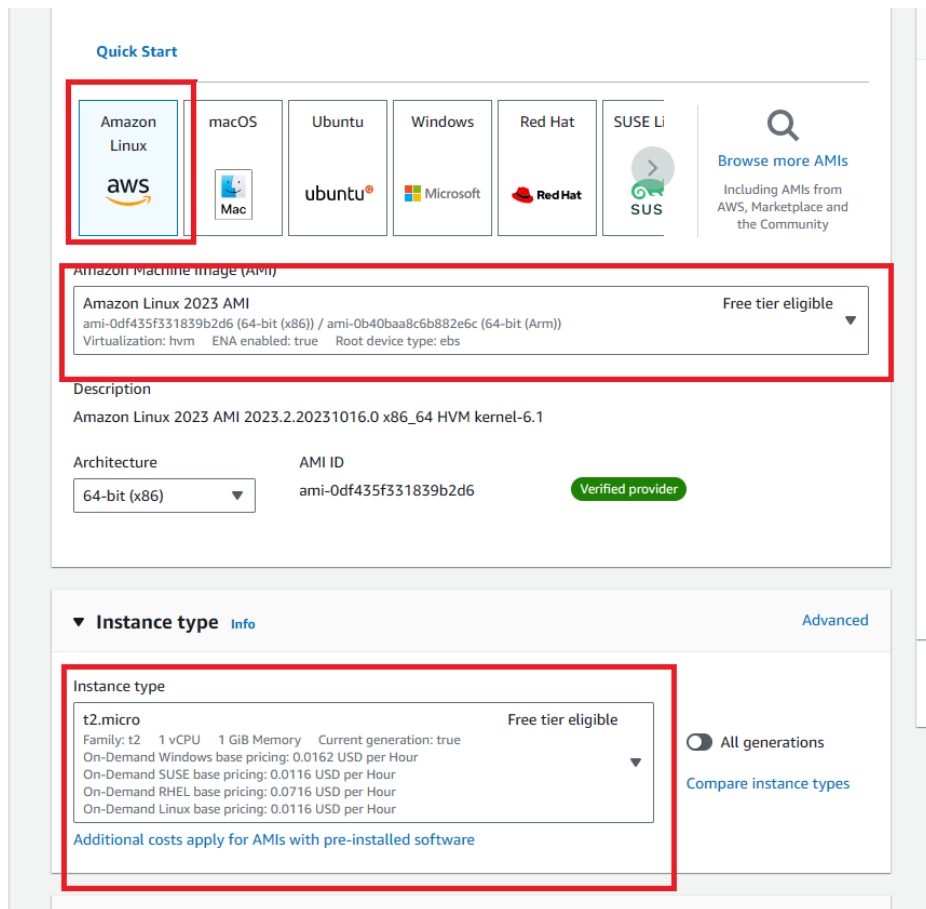 Quick Start
Amazon Linux
aws
macOS
Mac
Ubuntu
ubuntu
Windows
Microsoft
Red Hat
Red Hat
SUSE Li
SUS
Browse more AMIs
Including AMIs from
AWS, Marketplace and
the Community
Amazon Machine Image (AMI)
Amazon Linux 2023 AMI Free tier eligible
ami-0df435f331839b2d6 (64-bit (x86)) / ami-0b40baa8c6b882e6c (64-bit (Arm))
Virtualization: hvm ENA enabled: true Root device type: ebs
Description
Amazon Linux 2023 AMI 2023.2.20231016.0 x86_64 HVM kernel-6.1
Architecture AMI ID
64-bit (x86) ami-0df435f331839b2d6 Verified provider
Instance type Info Advanced
Instance type
t2.micro Free tier eligible
Family: t2 1 vCPU 1 GiB Memory Current generation: true
On-Demand Windows base pricing: 0.0162 USD per Hour
On-Demand SUSE base pricing: 0.0116 USD per Hour
On-Demand RHEL base pricing: 0.0716 USD per Hour
On-Demand Linux base pricing: 0.0116 USD per Hour
All generations
Compare instance types
Additional costs apply for AMIs with pre-installed software